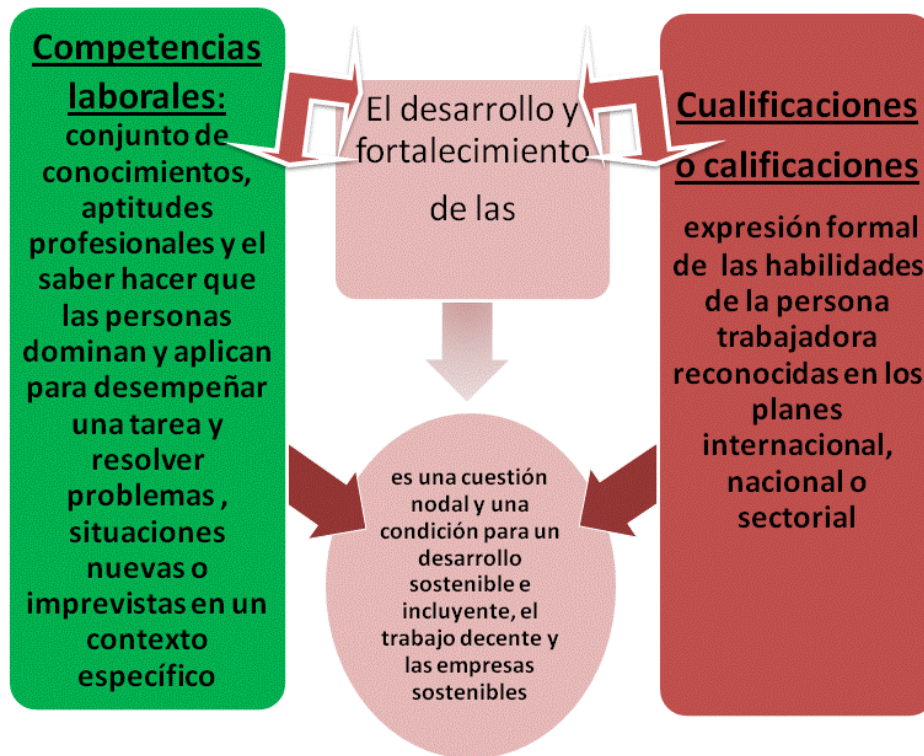 Competencias
laborales:
conjunto de
conocimientos,
aptitudes
profesionales y el
saber hacer que
las personas
dominan y aplican
para desempeñar
una tarea y
resolver
problemas ,
situaciones
nuevas o
imprevistas en un
contexto
específico
El desarrollo y
fortalecimiento
de las
Cualificaciones
o calificaciones
expresión formal
de las habilidades
de la persona
trabajadora
reconocidas en los
planes
internacional,
nacional o
sectorial
es una cuestión
nodal y una
condición para un
desarrollo
sostenible e
incluyente, el
trabajo decente y
las empresas
sostenibles